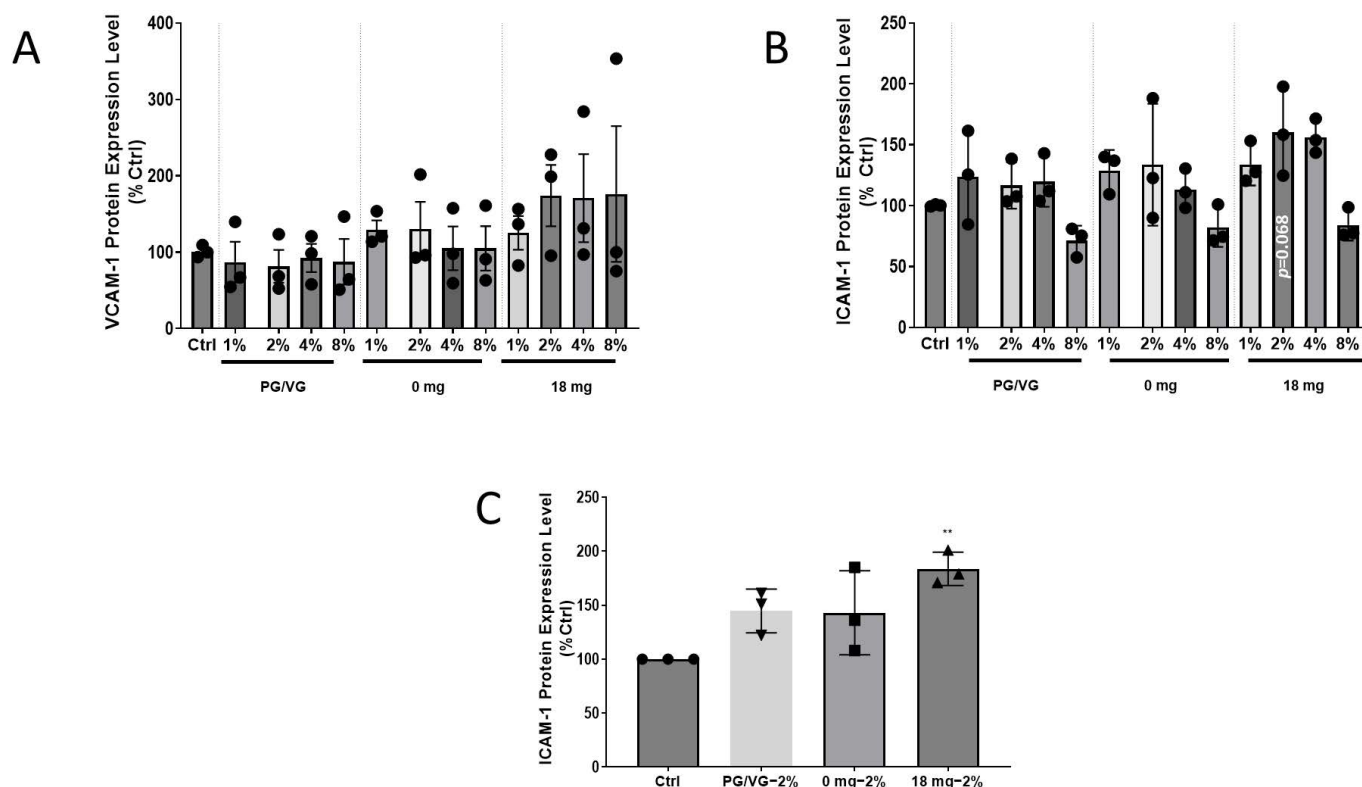 A
VCAM-1 Protein Expression Level
(% Ctrl)
400
300
200
100
0
Ctrl 1% 2% 4% 8% 1% 2% 4% 8% 1% 2% 4% 8%
PG/VG 0 mg 18 mg
B
ICAM-1 Protein Expression Level
(% Ctrl)
250
200
150
100
50
0
p=0.068
Ctrl 1% 2% 4% 8% 1% 2% 4% 8% 1% 2% 4% 8%
PG/VG 0 mg 18 mg
C
ICAM-1 Protein Expression Level
(%Ctrl)
250
200
150
100
50
0
**
Ctrl PG/VG−2% 0 mg−2% 18 mg−2%